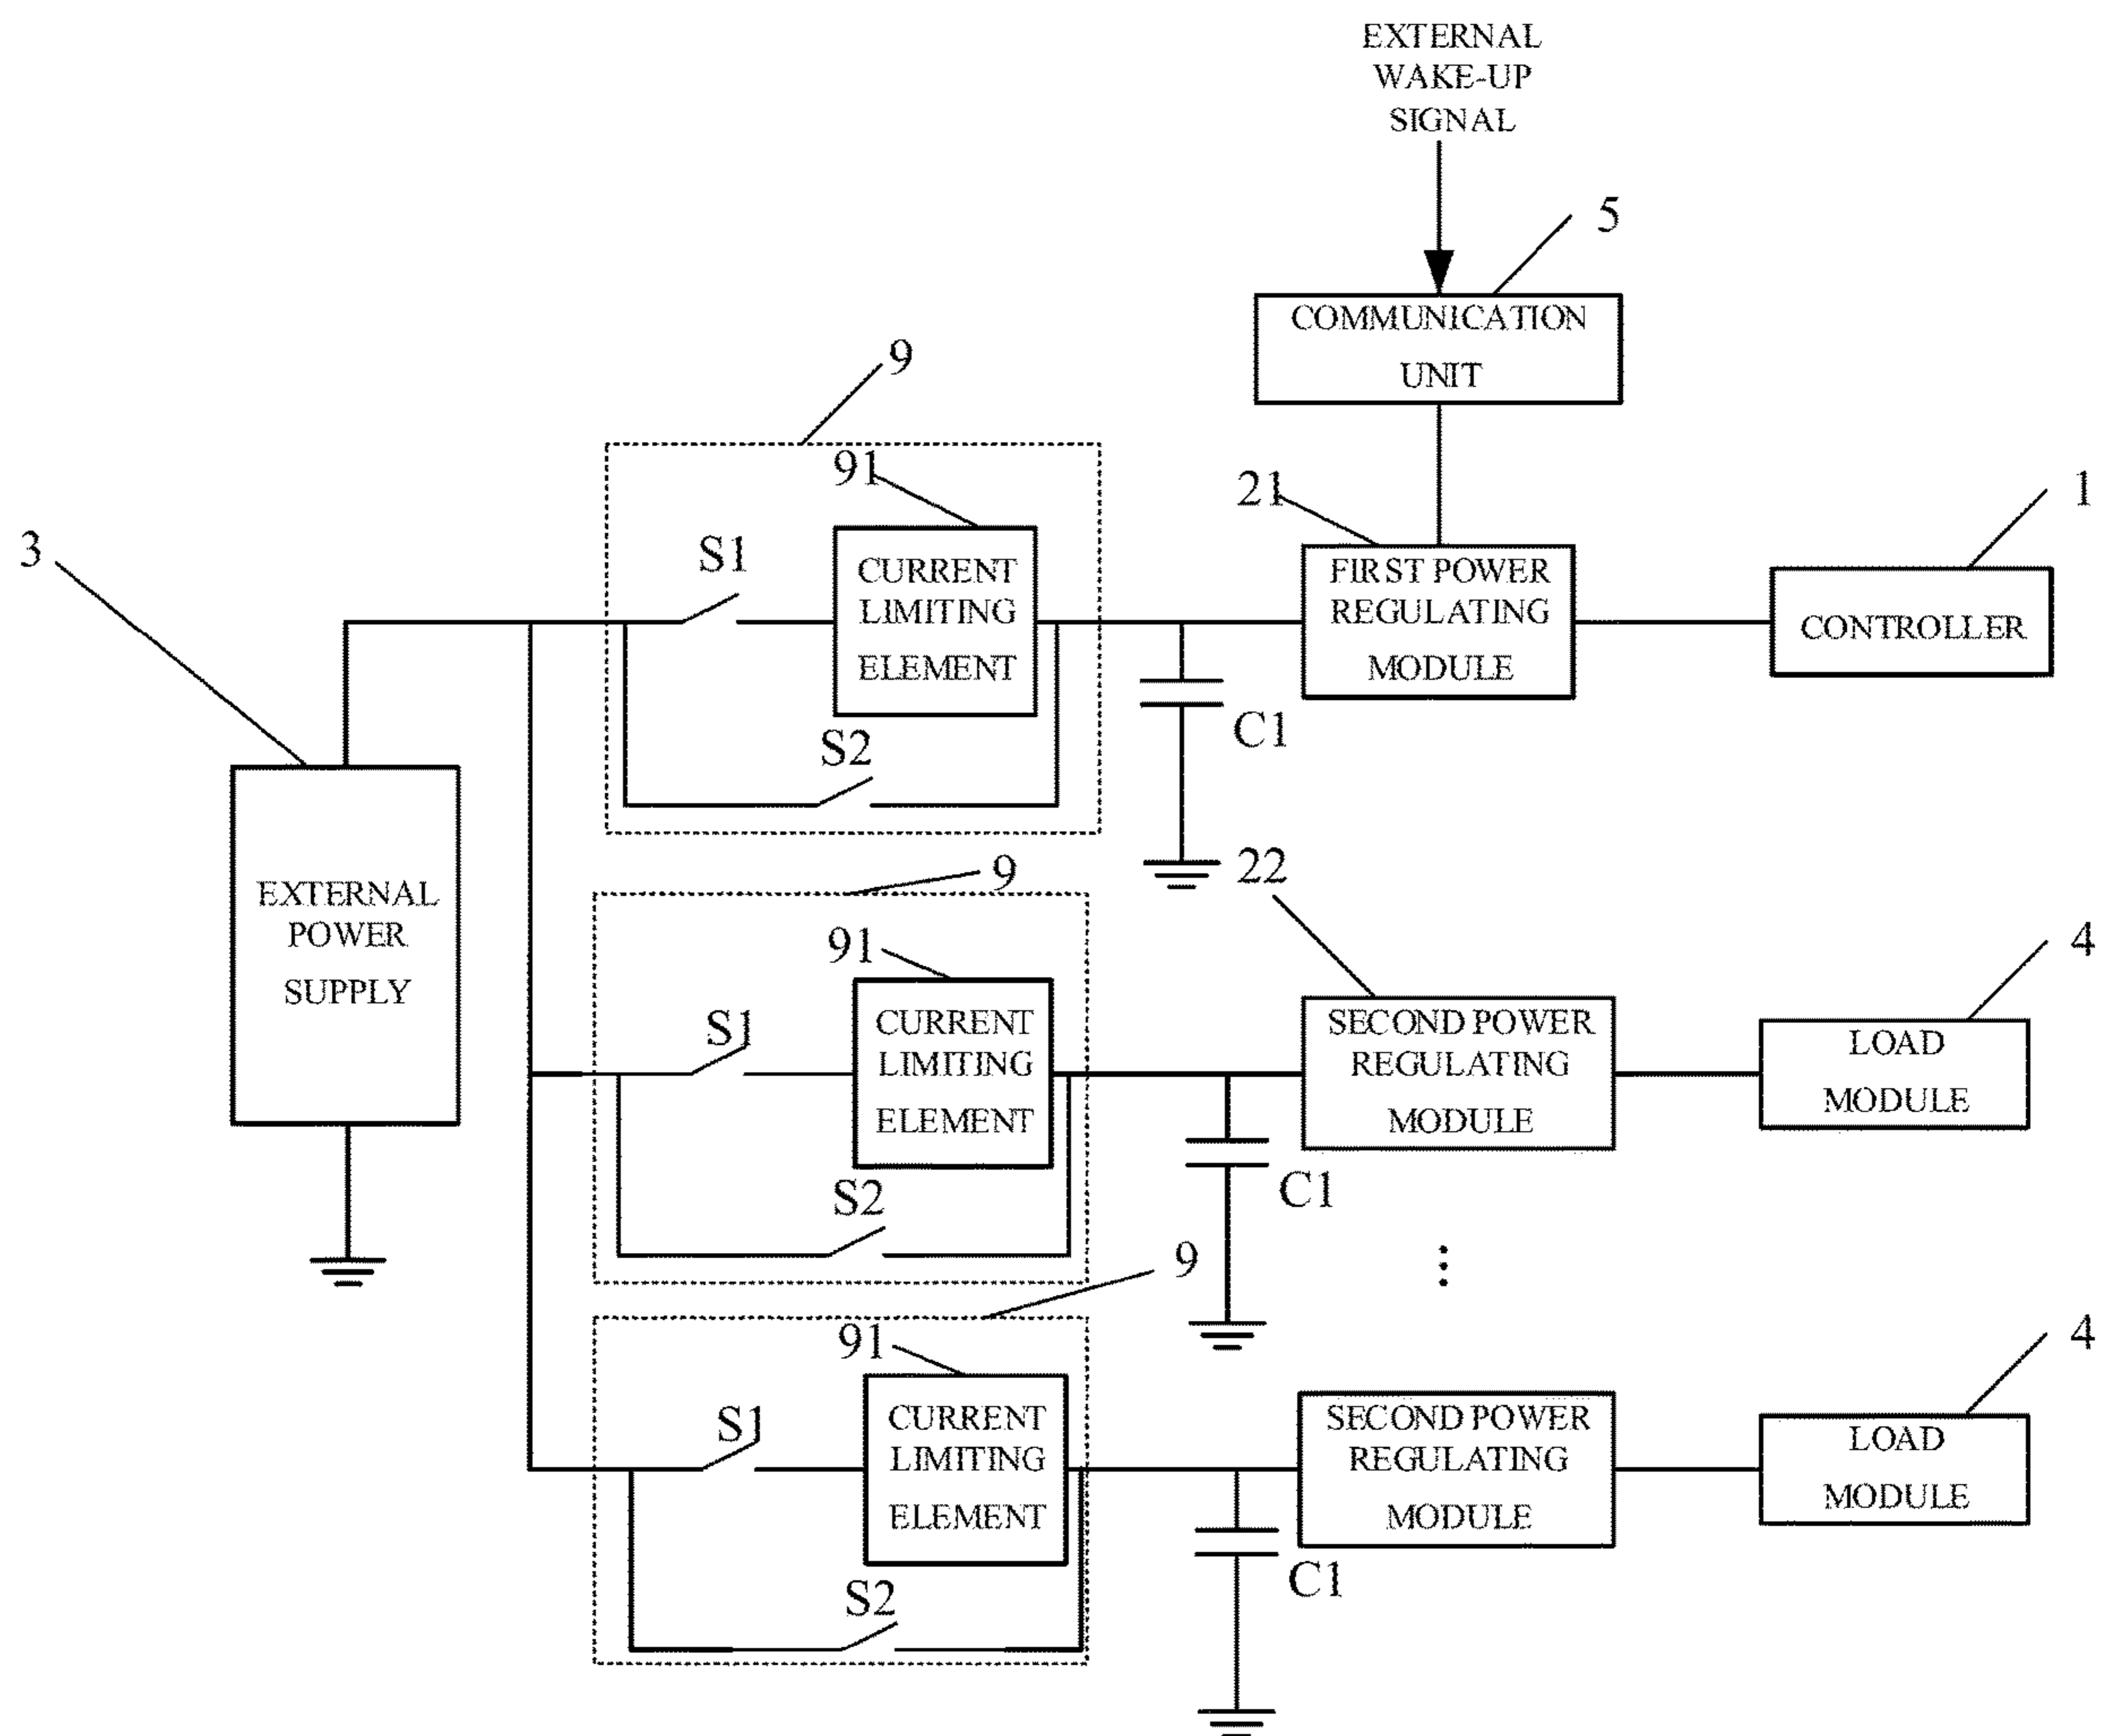 EXTERNAL
WAKE-UP
SIGNAL
5
COMMUNICATION
UNIT
9
91
21
1
3
S1
CURRENT
LIMITING
ELEMENT
FIRST POWER
REGULATING
MODULE
CONTROLLER
C1
S2
EXTERNAL
POWER
SUPPLY
9
22
91
4
S1
CURRENT
LIMITING
ELEMENT
SECOND POWER
REGULATING
MODULE
LOAD
MODULE
S2
C1
9
91
4
S1
CURRENT
LIMITING
ELEMENT
SECOND POWER
REGULATING
MODULE
LOAD
MODULE
S2
C1